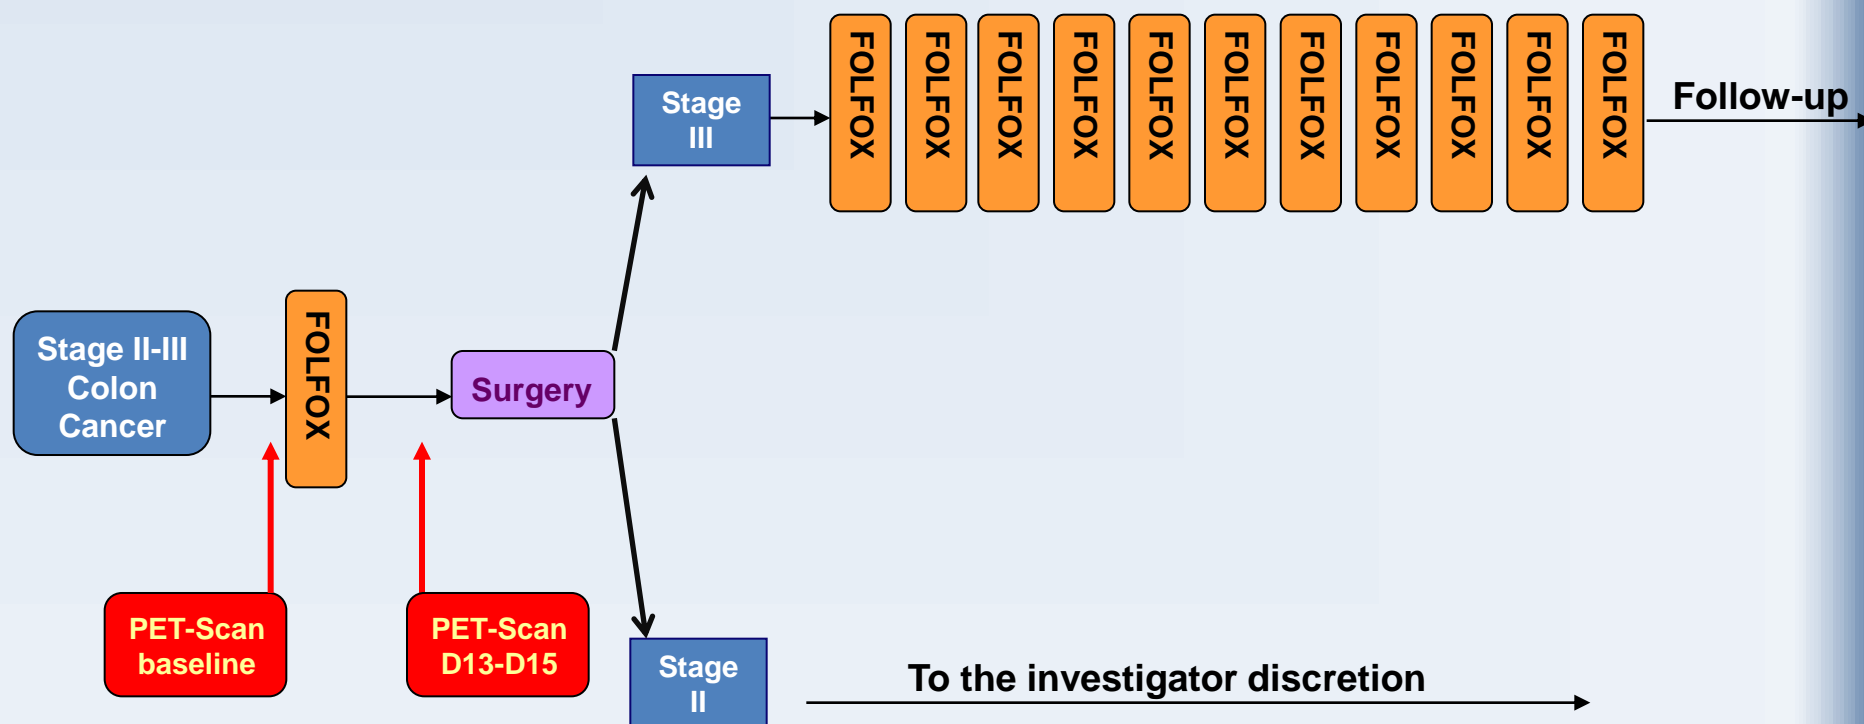 FOLFOX
FOLFOX
FOLFOX
FOLFOX
FOLFOX
FOLFOX
FOLFOX
FOLFOX
FOLFOX
FOLFOX
FOLFOX
Follow-up
Stage
III
Stage II-III
Colon
Cancer
FOLFOX
Surgery
PET-Scan
baseline
PET-Scan
D13-D15
Stage
II
To the investigator discretion